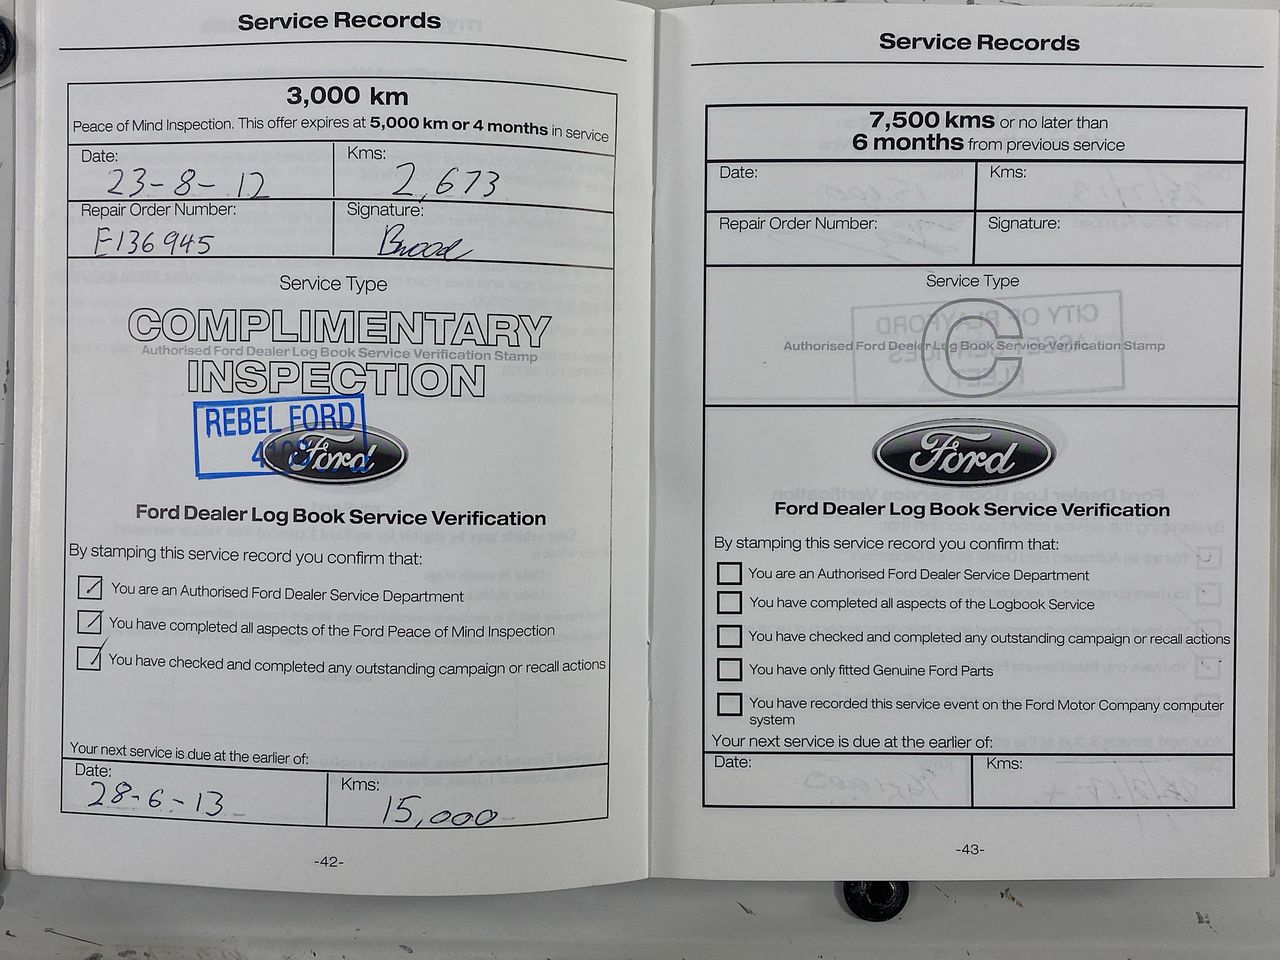 Service Records
3,000 km
Peace of Mind Inspection. This offer expires at 5,000 km or 4 months in service
Date:
23-8-12
Kms:
2,673
Repair Order Number:
E136945
Signature:
Service Type
COMPLIMENTARY
Authorised Ford Dealer Log Book Service Verification Stamp
INSPECTION
REBEL FORD
Ford
Ford Dealer Log Book Service Verification
By stamping this service record you confirm that:
You are an Authorised Ford Dealer Service Department
You have completed all aspects of the Ford Peace of Mind Inspection
You have checked and completed any outstanding campaign or recall actions
Your next service is due at the earlier of:
Date:
28-6-13
Kms:
15,000
-42-
Service Records
7,500 kms or no later than
6 months from previous service
Date:
Kms:
Repair Order Number:
Signature:
Service Type
C
Authorised Ford Dealer Log Book Service Verification Stamp
Ford
Ford Dealer Log Book Service Verification
By stamping this service record you confirm that:
You are an Authorised Ford Dealer Service Department
You have completed all aspects of the Logbook Service
You have checked and completed any outstanding campaign or recall actions
You have only fitted Genuine Ford Parts
You have recorded this service event on the Ford Motor Company computer
system
Your next service is due at the earlier of:
Date:
Kms:
-43-